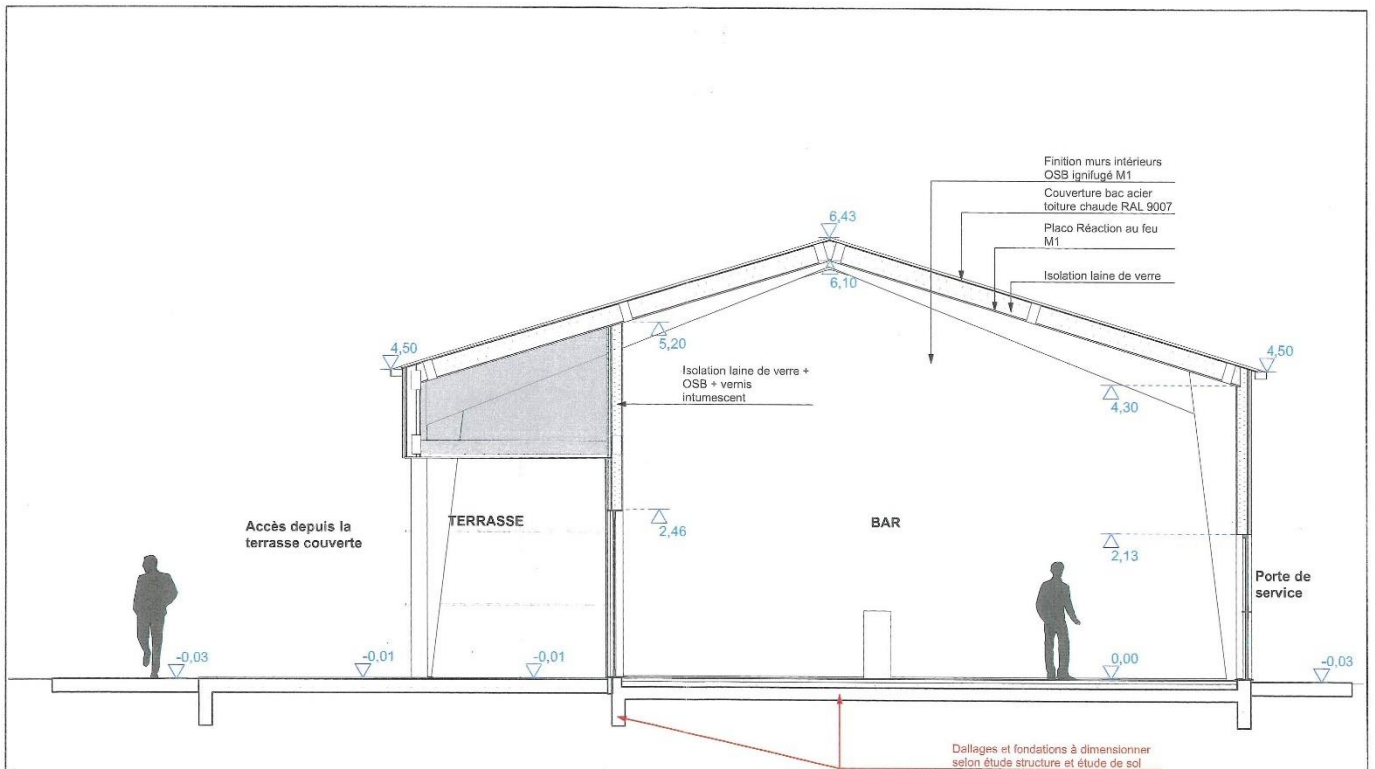 Finition murs intérieurs
OSB ignifugé M1
Couverture bac acier
toiture chaude RAL 9007
Placo Réaction au feu
M1
Isolation laine de verre
6,43
6,10
4,50
5,20
4,50
Isolation laine de verre +
OSB + vernis
intumescent
4,30
Accès depuis la
terrasse couverte
TERRASSE
2,46
BAR
2,13
Porte de
service
-0,03
-0,01
-0,01
0,00
-0,03
Dallages et fondations à dimensionner
selon étude structure et étude de sol